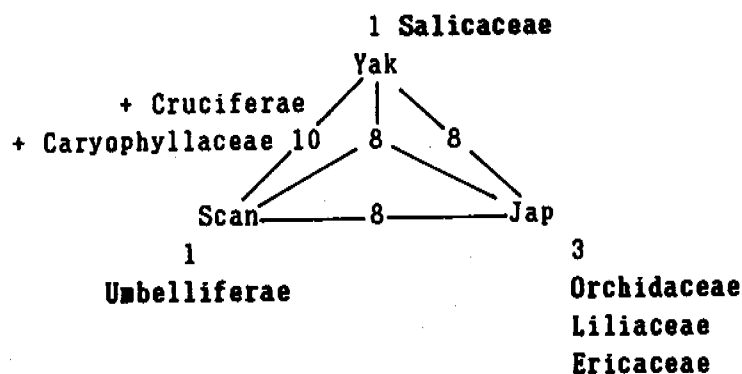 1 Salicaceae
Yak
+ Cruciferae
+ Caryophyllaceae 10 8 8
Scan 8 Jap
1 3
Umbelliferae Orchidaceae
Liliaceae
Ericaceae